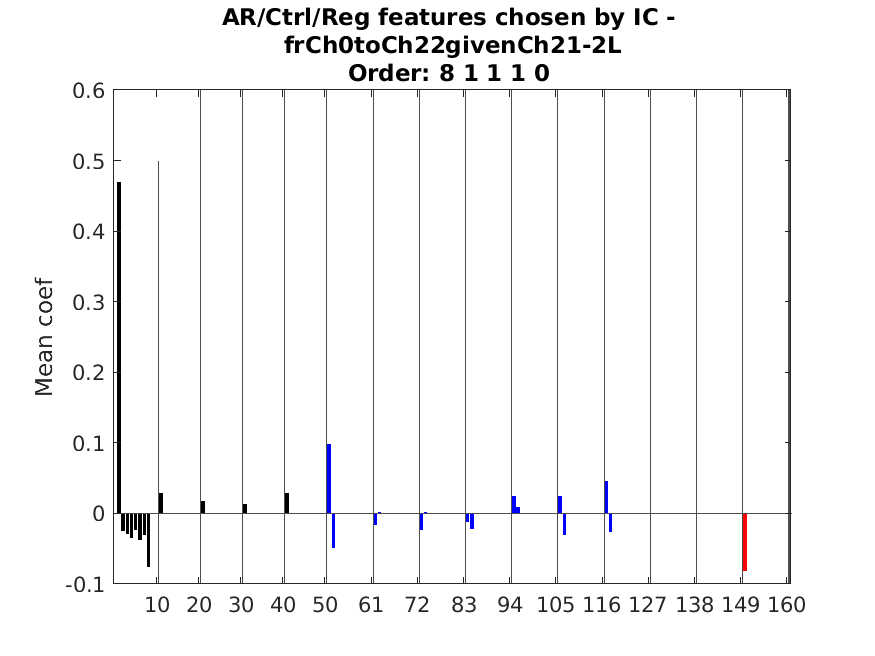 AR/Ctrl/Reg features chosen by IC -
frCh0toCh22givenCh21-2L
Order: 8 1 1 1 0
0.6
0.5
0.4
0.3
0.2
0.1
0
-0.1
Mean coef
10 20 30 40 50 61 72 83 94 105 116 127 138 149 160